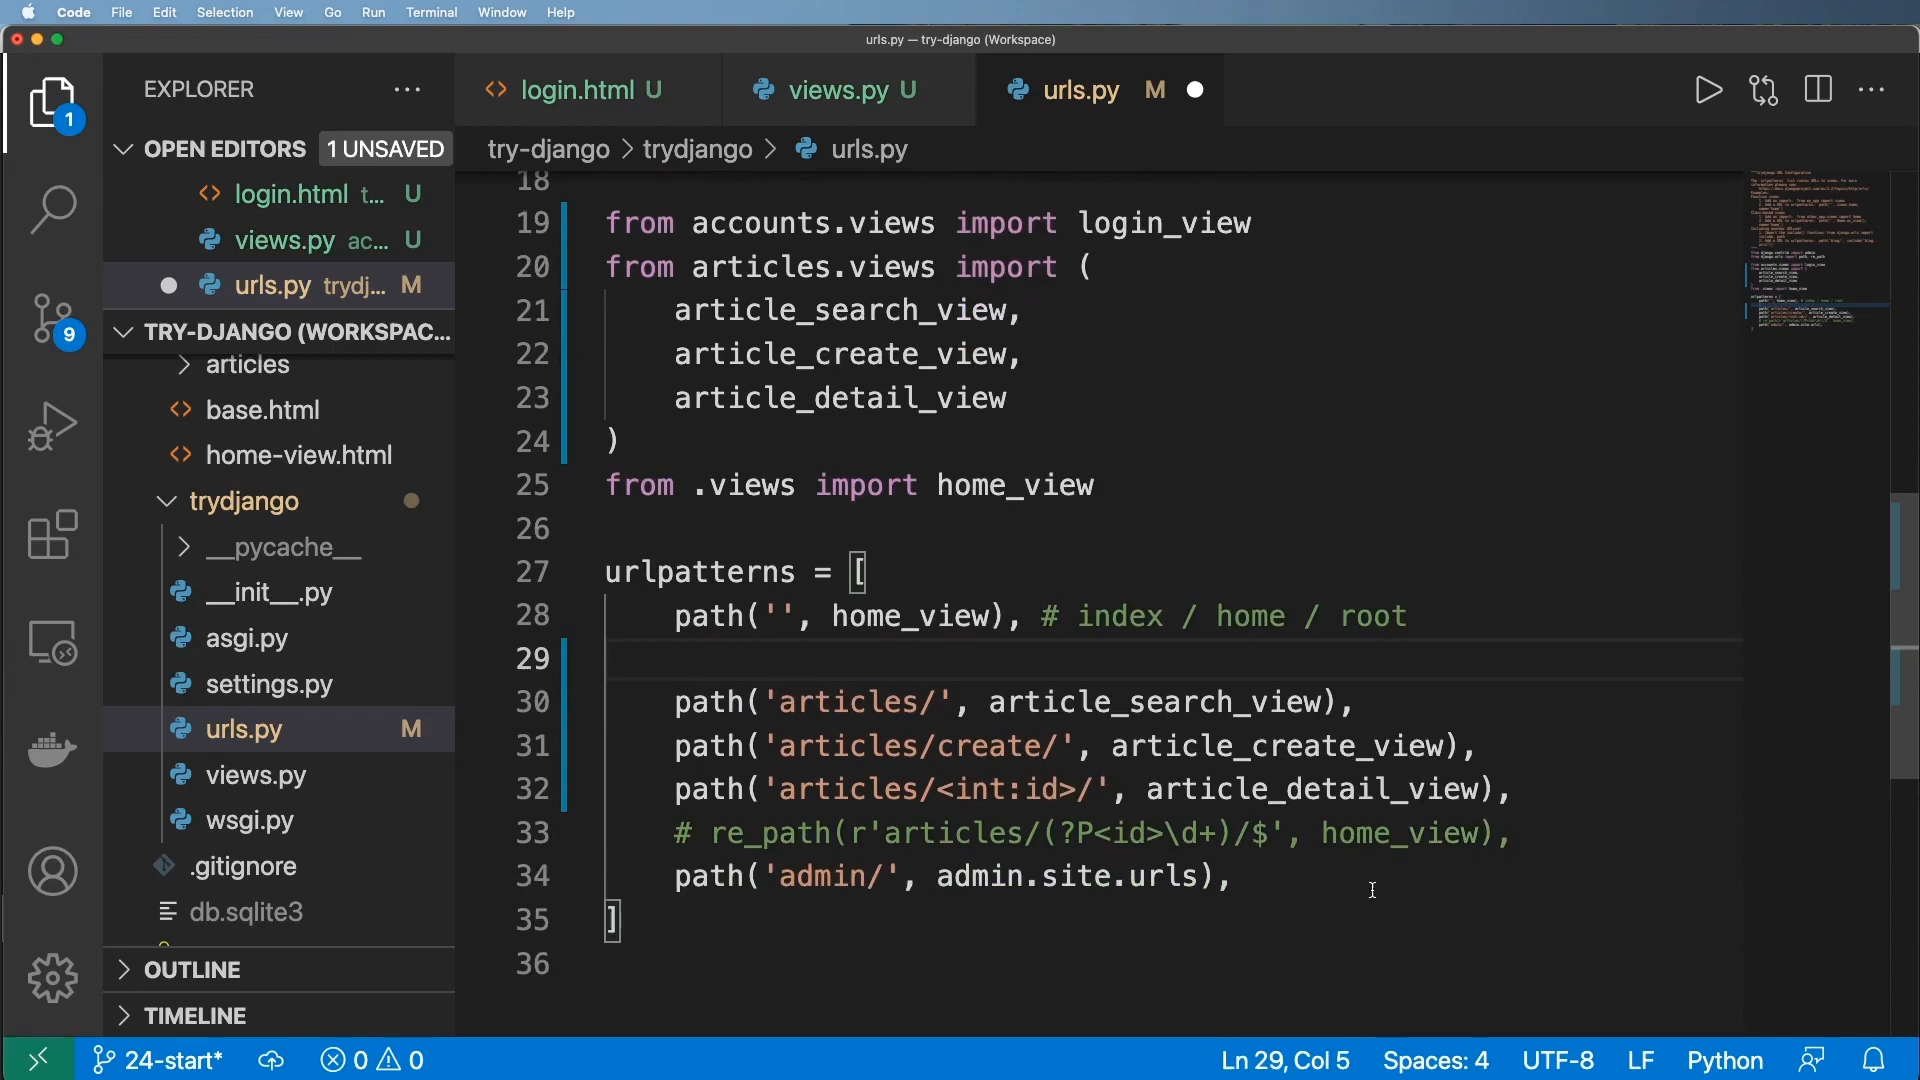 Code File Edit Selection View Go Run Terminal Window Help
urls.py — try-django (Workspace)
EXPLORER
login.html U
views.py U
urls.py M
OPEN EDITORS 1 UNSAVED
login.html t... U
views.py ac... U
urls.py trydj... M
TRY-DJANGO (WORKSPAC...
articles
base.html
home-view.html
trydjango
__pycache__
__init__.py
asgi.py
settings.py
urls.py M
views.py
wsgi.py
.gitignore
db.sqlite3
OUTLINE
TIMELINE
1
9
try-django > trydjango > urls.py
18
19 from accounts.views import login_view
20 from articles.views import (
21 article_search_view,
22 article_create_view,
23 article_detail_view
24 )
25 from .views import home_view
26
27 urlpatterns = [
28 path('', home_view), # index / home / root
29
30 path('articles/', article_search_view),
31 path('articles/create/', article_create_view),
32 path('articles/<int:id>/', article_detail_view),
33 # re_path(r'articles/(?P<id>\d+)/$', home_view),
34 path('admin/', admin.site.urls),
35 ]
36
24-start* 0 0 Ln 29, Col 5 Spaces: 4 UTF-8 LF Python